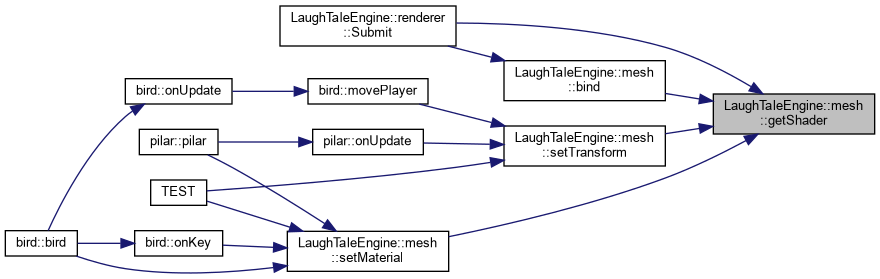 LaughTaleEngine::renderer
::Submit
LaughTaleEngine::mesh
::bind
bird::onUpdate
bird::movePlayer
LaughTaleEngine::mesh
::getShader
pilar::pilar
pilar::onUpdate
LaughTaleEngine::mesh
::setTransform
TEST
bird::bird
bird::onKey
LaughTaleEngine::mesh
::setMaterial